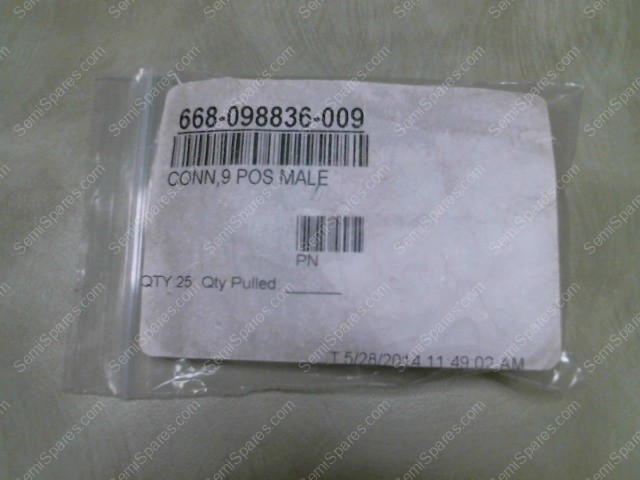 668-098836-009
CONN,9 POS MALE
PN
QTY 25 Qty Pulled ______
T 5/28/2014 11 49 02 AM
SemiSpares.com